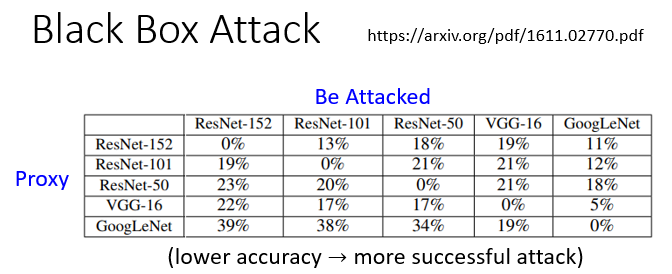 Black Box Attack
https://arxiv.org/pdf/1611.02770.pdf
Be Attacked
ResNet-152 ResNet-101 ResNet-50 VGG-16 GoogLeNet
ResNet-152 0% 13% 18% 19% 11%
ResNet-101 19% 0% 21% 21% 12%
Proxy
ResNet-50 23% 20% 0% 21% 18%
VGG-16 22% 17% 17% 0% 5%
GoogLeNet 39% 38% 34% 19% 0%
(lower accuracy → more successful attack)